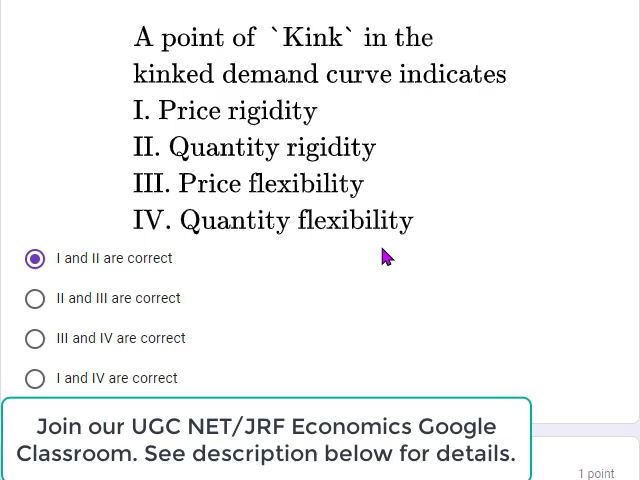 A point of `Kink` in the
kinked demand curve indicates
I. Price rigidity
II. Quantity rigidity
III. Price flexibility
IV. Quantity flexibility
I and II are correct
II and III are correct
III and IV are correct
I and IV are correct
Join our UGC NET/JRF Economics Google
Classroom. See description below for details.
1 point